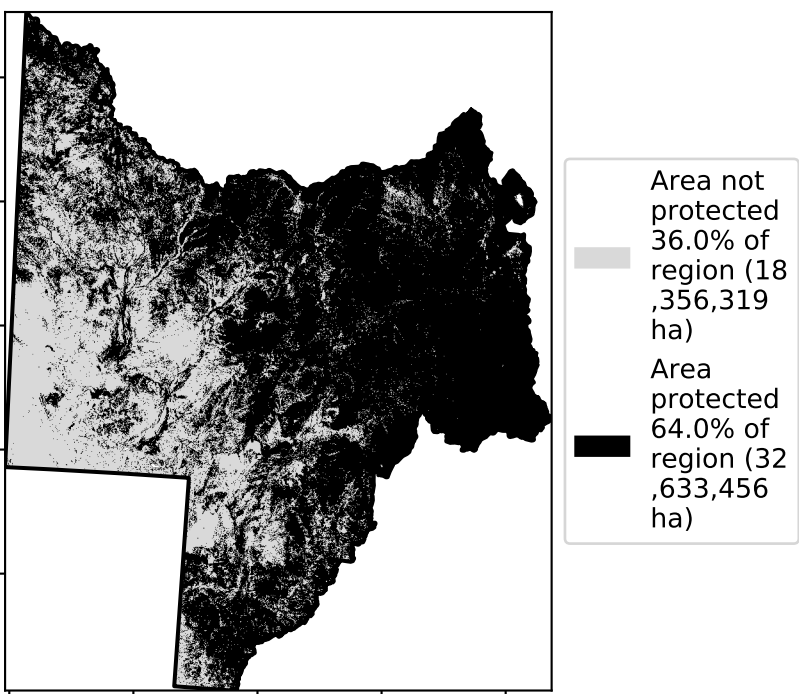 Area not
protected
36.0% of
region (18
,356,319
ha)
Area
protected
64.0% of
region (32
,633,456
ha)